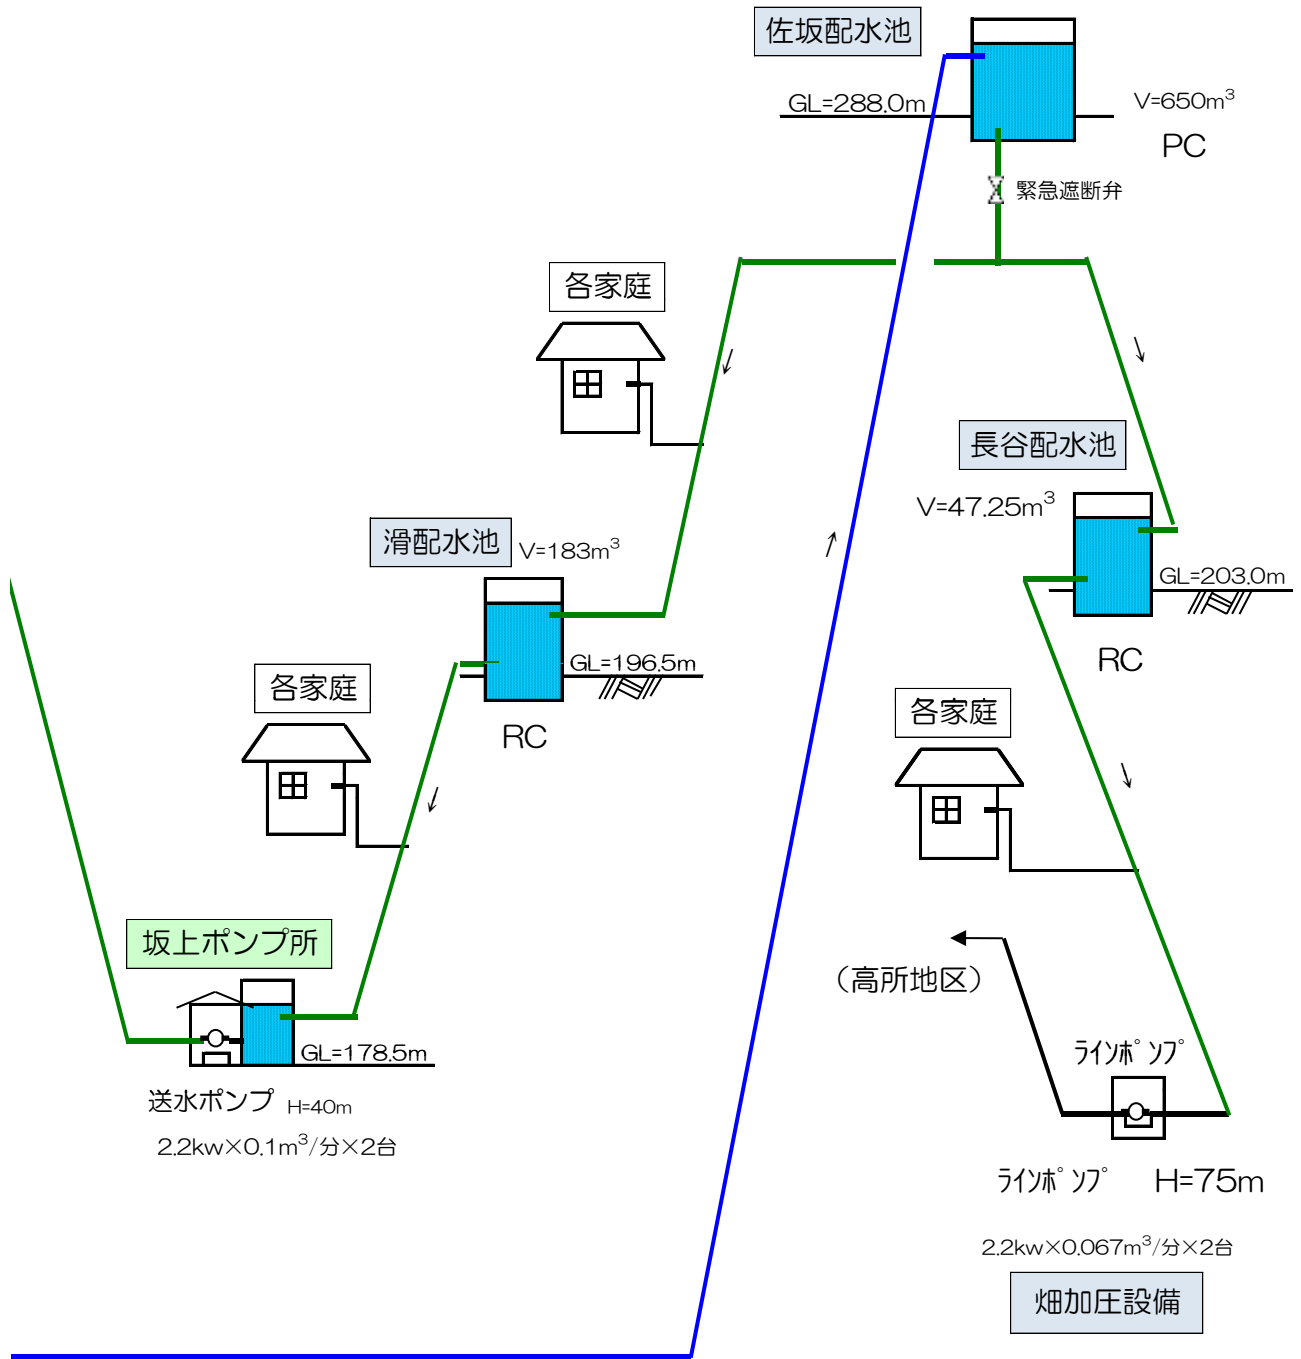 佐坂配水池
GL=288.0m
V=650m³
PC
緊急遮断弁
各家庭
長谷配水池
V=47.25m³
滑配水池
V=183m³
GL=203.0m
RC
GL=196.5m
各家庭
RC
各家庭
坂上ポンプ所
(高所地区)
GL=178.5m
ﾗｲﾝﾎﾟﾝﾌﾟ
送水ポンプ H=40m
2.2kw×0.1m³/分×2台
ﾗｲﾝﾎﾟﾝﾌﾟ H=75m
2.2kw×0.067m³/分×2台
畑加圧設備